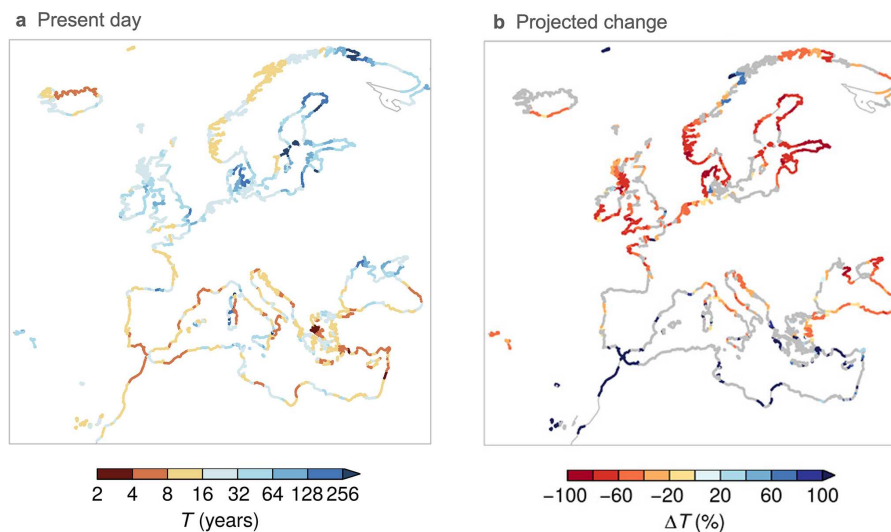 a Present day
b Projected change
2 4 8 16 32 64 128 256
T (years)
−100 −60 −20 20 60 100
ΔT (%)